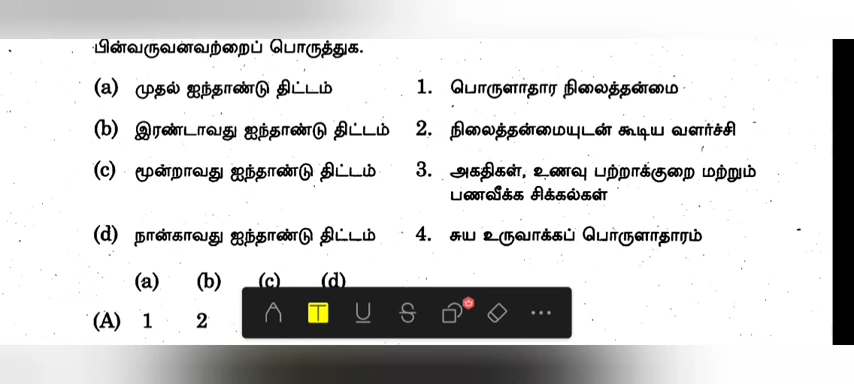 பின்வருவனவற்றைப் பொருத்துக.
(a) முதல் ஐந்தாண்டு திட்டம் 1. பொருளாதார நிலைத்தன்மை
(b) இரண்டாவது ஐந்தாண்டு திட்டம் 2. நிலைத்தன்மையுடன் கூடிய வளர்ச்சி
(c) மூன்றாவது ஐந்தாண்டு திட்டம் 3. அகதிகள், உணவு பற்றாக்குறை மற்றும்
பணவீக்க சிக்கல்கள்
(d) நான்காவது ஐந்தாண்டு திட்டம் 4. சுய உருவாக்கப் பொருளாதாரம்
(a) (b) (c) (d)
(A) 1 2